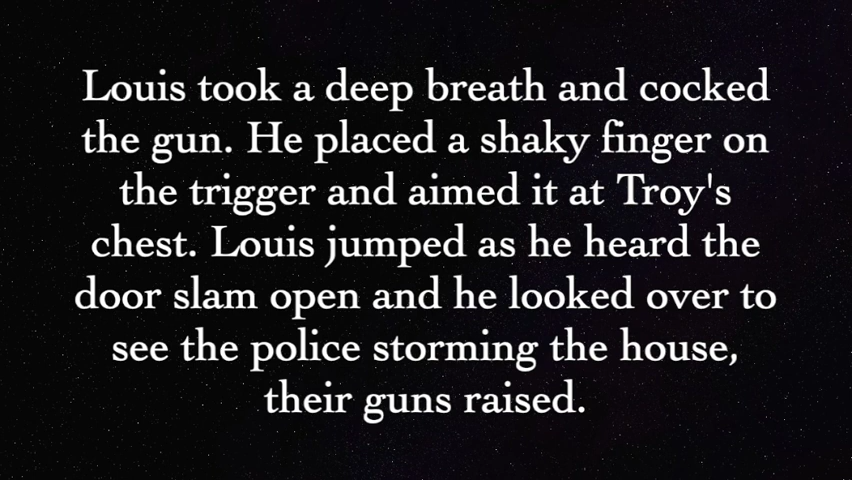 Louis took a deep breath and cocked
the gun. He placed a shaky finger on
the trigger and aimed it at Troy's
chest. Louis jumped as he heard the
door slam open and he looked over to
see the police storming the house,
their guns raised.